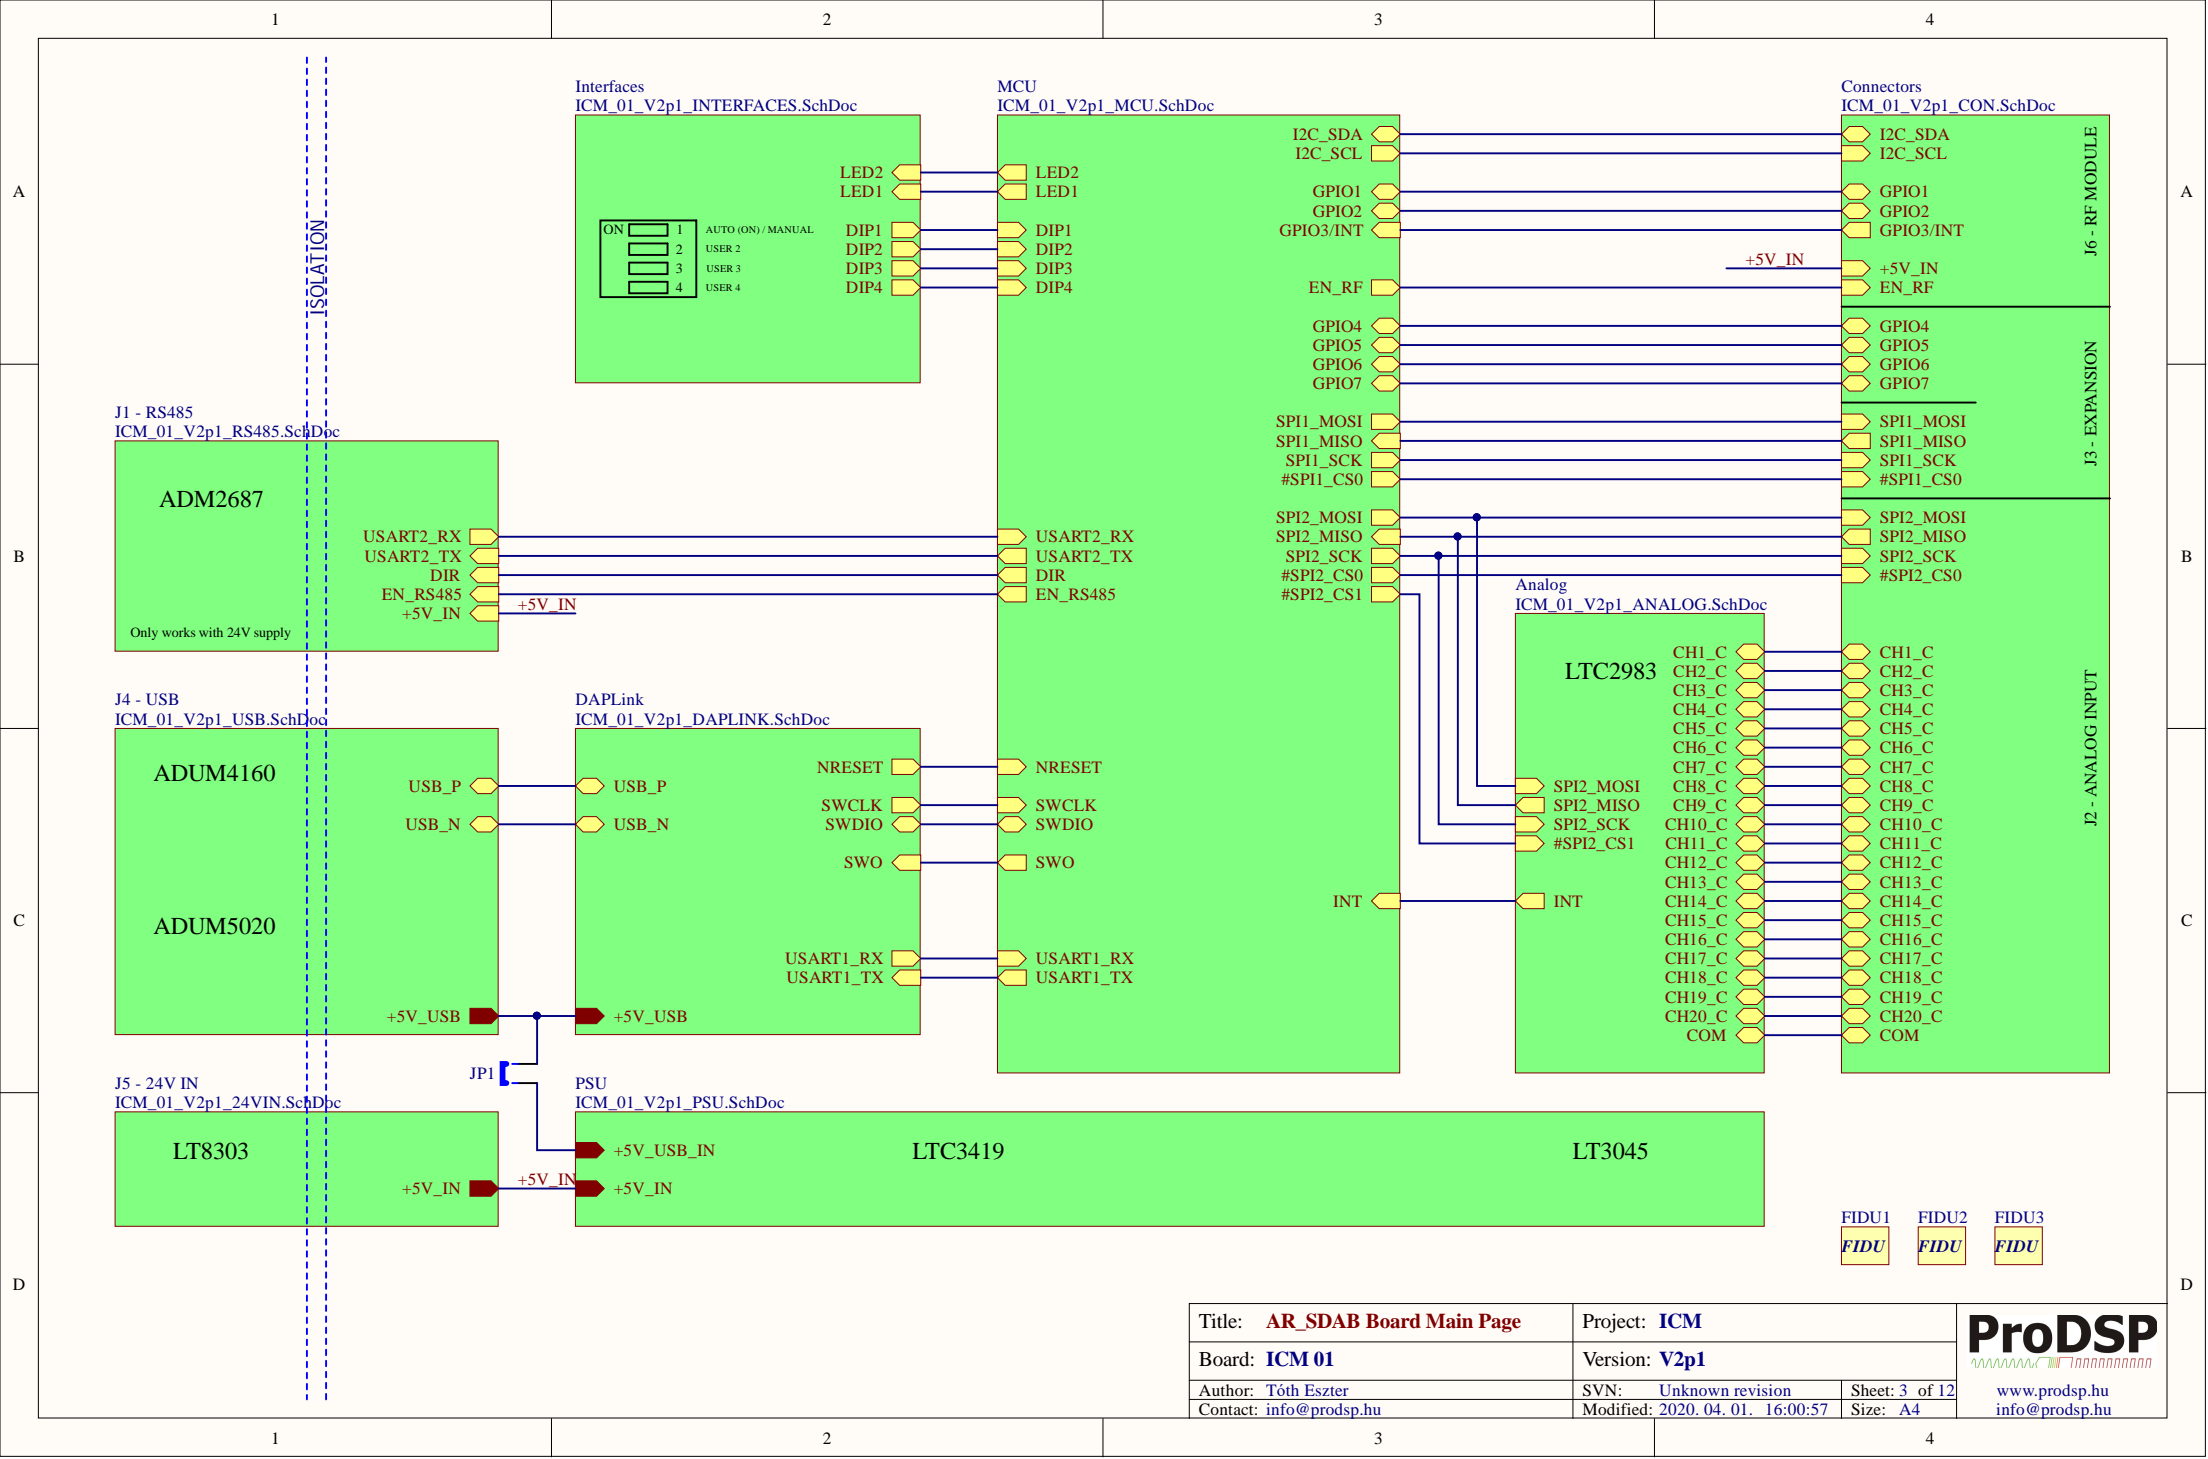 1 2 3 4
A
B
C
D
ISOLATION
Interfaces
ICM_01_V2p1_INTERFACES.SchDoc
LED2
LED1
DIP1
DIP2
DIP3
DIP4
ON 1 AUTO (ON) / MANUAL
2 USER 2
3 USER 3
4 USER 4
MCU
ICM_01_V2p1_MCU.SchDoc
LED2
LED1
DIP1
DIP2
DIP3
DIP4
USART2_RX
USART2_TX
DIR
EN_RS485
NRESET
SWCLK
SWDIO
SWO
USART1_RX
USART1_TX
I2C_SDA
I2C_SCL
GPIO1
GPIO2
GPIO3/INT
EN_RF
GPIO4
GPIO5
GPIO6
GPIO7
SPI1_MOSI
SPI1_MISO
SPI1_SCK
#SPI1_CS0
SPI2_MOSI
SPI2_MISO
SPI2_SCK
#SPI2_CS0
#SPI2_CS1
INT
Connectors
ICM_01_V2p1_CON.SchDoc
I2C_SDA
I2C_SCL
GPIO1
GPIO2
GPIO3/INT
+5V_IN
+5V_IN
EN_RF
J6 - RF MODULE
GPIO4
GPIO5
GPIO6
GPIO7
SPI1_MOSI
SPI1_MISO
SPI1_SCK
#SPI1_CS0
J3 - EXPANSION
SPI2_MOSI
SPI2_MISO
SPI2_SCK
#SPI2_CS0
CH1_C
CH2_C
CH3_C
CH4_C
CH5_C
CH6_C
CH7_C
CH8_C
CH9_C
CH10_C
CH11_C
CH12_C
CH13_C
CH14_C
CH15_C
CH16_C
CH17_C
CH18_C
CH19_C
CH20_C
COM
J2 - ANALOG INPUT
J1 - RS485
ICM_01_V2p1_RS485.SchDoc
ADM2687
USART2_RX
USART2_TX
DIR
EN_RS485
+5V_IN
+5V_IN
Only works with 24V supply
Analog
ICM_01_V2p1_ANALOG.SchDoc
LTC2983
SPI2_MOSI
SPI2_MISO
SPI2_SCK
#SPI2_CS1
INT
CH1_C
CH2_C
CH3_C
CH4_C
CH5_C
CH6_C
CH7_C
CH8_C
CH9_C
CH10_C
CH11_C
CH12_C
CH13_C
CH14_C
CH15_C
CH16_C
CH17_C
CH18_C
CH19_C
CH20_C
COM
J4 - USB
ICM_01_V2p1_USB.SchDoc
ADUM4160
USB_P
USB_N
ADUM5020
+5V_USB
DAPLink
ICM_01_V2p1_DAPLINK.SchDoc
USB_P
USB_N
+5V_USB
NRESET
SWCLK
SWDIO
SWO
USART1_RX
USART1_TX
JP1
J5 - 24V IN
ICM_01_V2p1_24VIN.SchDoc
LT8303
+5V_IN
+5V_IN
PSU
ICM_01_V2p1_PSU.SchDoc
+5V_USB_IN
+5V_IN
LTC3419
LT3045
FIDU1 FIDU2 FIDU3
FIDU FIDU FIDU
Title: AR_SDAB Board Main Page
Project: ICM
Board: ICM 01
Version: V2p1
Author: Tóth Eszter
Contact: info@prodsp.hu
SVN: Unknown revision
Modified: 2020. 04. 01. 16:00:57
Sheet: 3 of 12
Size: A4
ProDSP
www.prodsp.hu
info@prodsp.hu
A
B
C
D
1 2 3 4